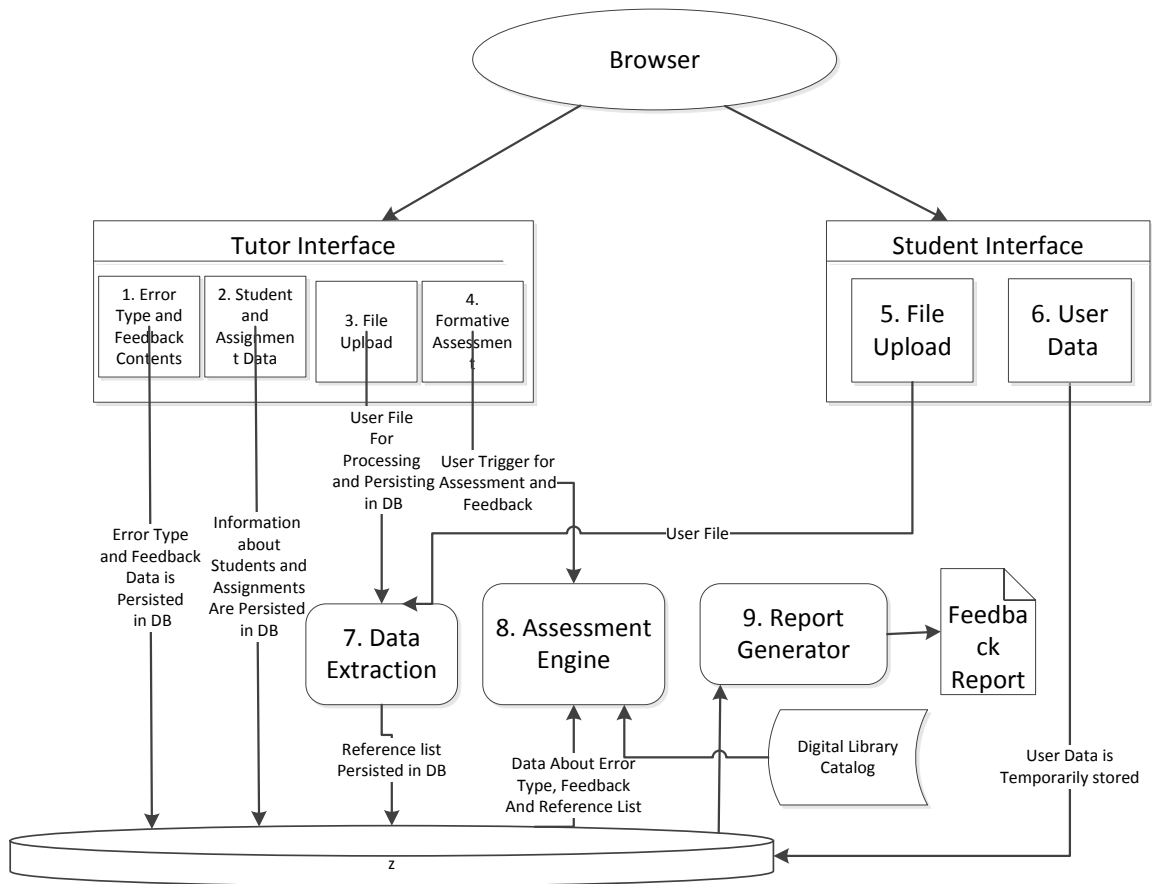 Browser
Tutor Interface
Student Interface
1. Error
Type and
Feedback
Contents
2. Student
and
Assignmen
t Data
3. File
Upload
4.
Formative
Assessmen
t
5. File
Upload
6. User
Data
User File
For
Processing
and Persisting
in DB
User Trigger for
Assessment and
Feedback
Error Type
and Feedback
Data is
Persisted
in DB
Information
about
Students and
Assignments
Are Persisted
in DB
User File
7. Data
Extraction
8. Assessment
Engine
9. Report
Generator
Feedba
ck
Report
Reference list
Persisted in DB
Data About Error
Type, Feedback
And Reference List
Digital Library
Catalog
User Data is
Temporarily stored
z